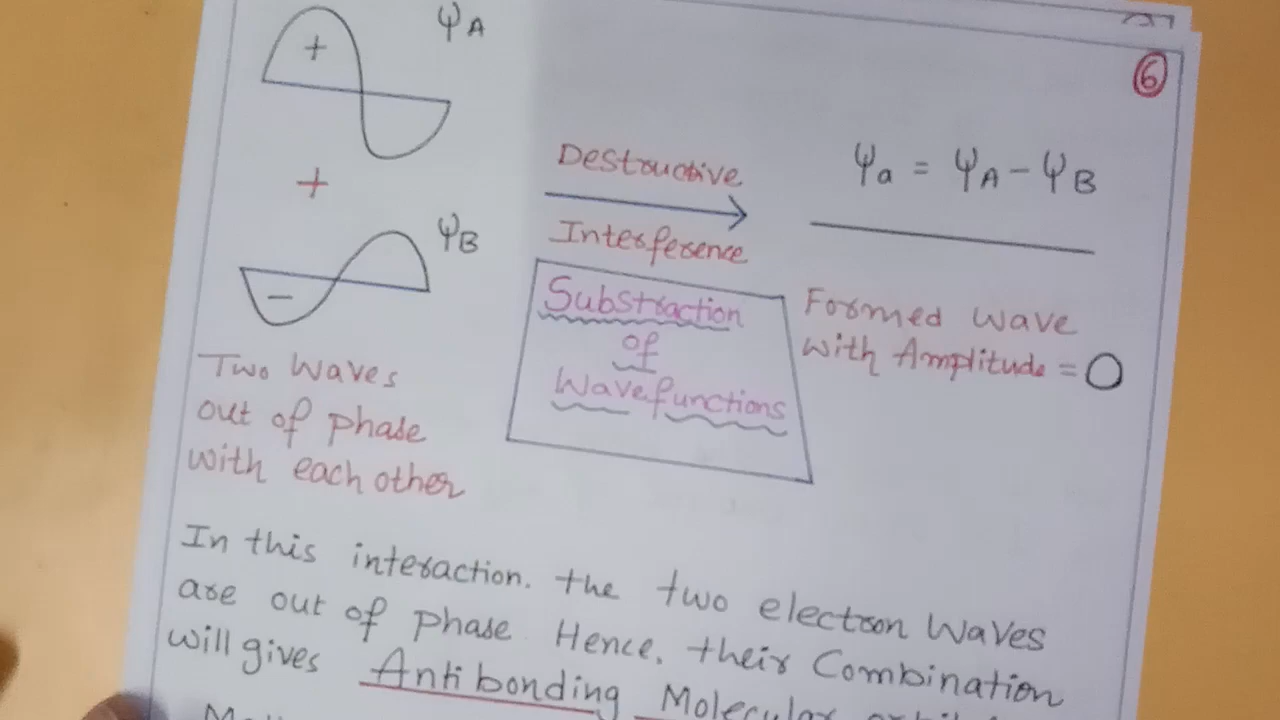 6
ΨA
+
+
ΨB
−
Two Waves
out of phase
with each other
Destructive
Interference
Substraction
of
Wavefunctions
Ψa = ΨA − ΨB
Formed Wave
with Amplitude = 0
In this interaction. the two electron Waves
are out of phase Hence, their Combination
will gives Antibonding Molecular